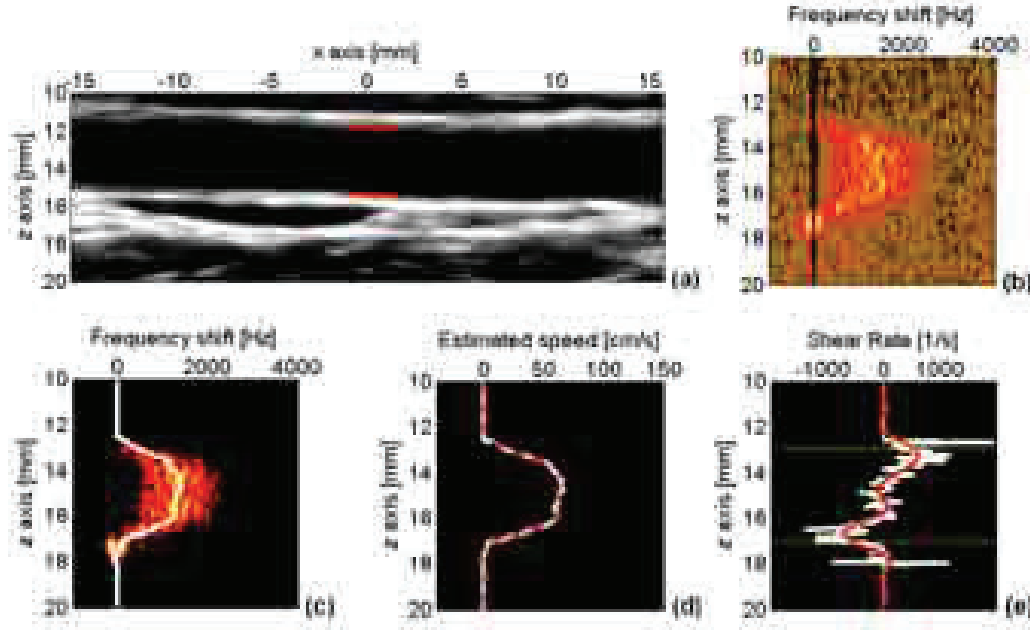 x axis [mm]
-15 -10 -5 0 5 10 15
z axis [mm]
10
12
14
16
18
20
(a)
Frequency shift [Hz]
0 2000 4000
z axis [mm]
10
12
14
16
18
20
(b)
Frequency shift [Hz]
0 2000 4000
z axis [mm]
10
12
14
16
18
20
(c)
Estimated speed [cm/s]
0 50 100 150
z axis [mm]
10
12
14
16
18
20
(d)
Shear Rate [1/s]
-1000 0 1000
z axis [mm]
10
12
14
16
18
20
(e)